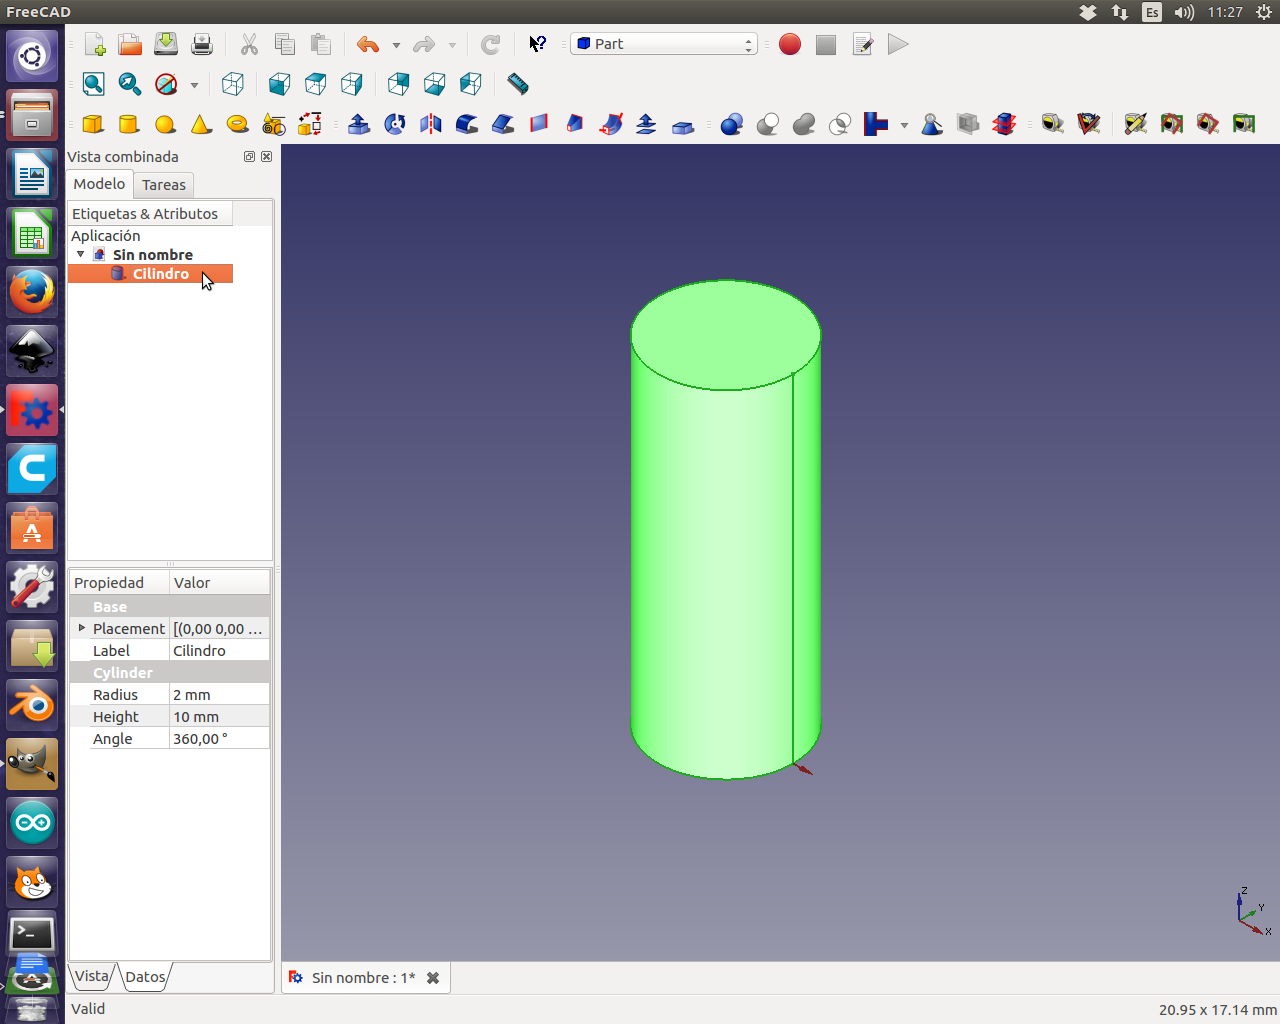 FreeCAD
Es
11:27
Part
Vista combinada
Modelo
Tareas
Etiquetas & Atributos
Aplicación
Sin nombre
Cilindro
Propiedad Valor
Base
Placement [(0,00 0,00 ...
Label Cilindro
Cylinder
Radius 2 mm
Height 10 mm
Angle 360,00 °
Z
Y
X
Vista
Datos
Sin nombre : 1*
Valid
20.95 x 17.14 mm